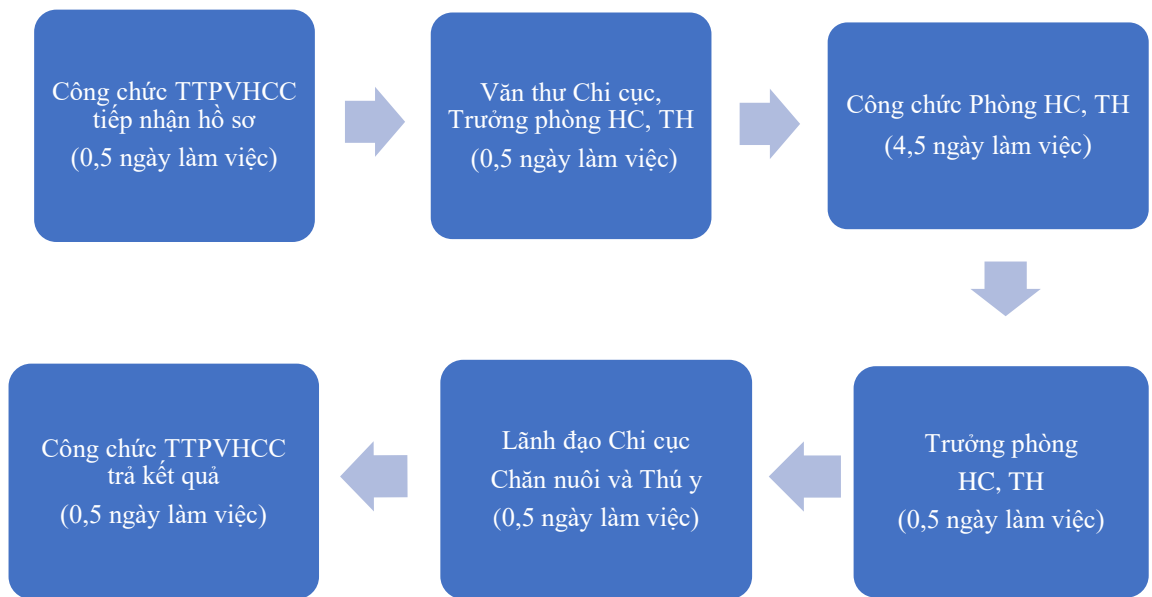 Công chức TTPVHCC
tiếp nhận hồ sơ
(0,5 ngày làm việc)
Văn thư Chi cục,
Trưởng phòng HC, TH
(0,5 ngày làm việc)
Công chức Phòng HC, TH
(4,5 ngày làm việc)
Trưởng phòng
HC, TH
(0,5 ngày làm việc)
Lãnh đạo Chi cục
Chăn nuôi và Thú y
(0,5 ngày làm việc)
Công chức TTPVHCC
trả kết quả
(0,5 ngày làm việc)